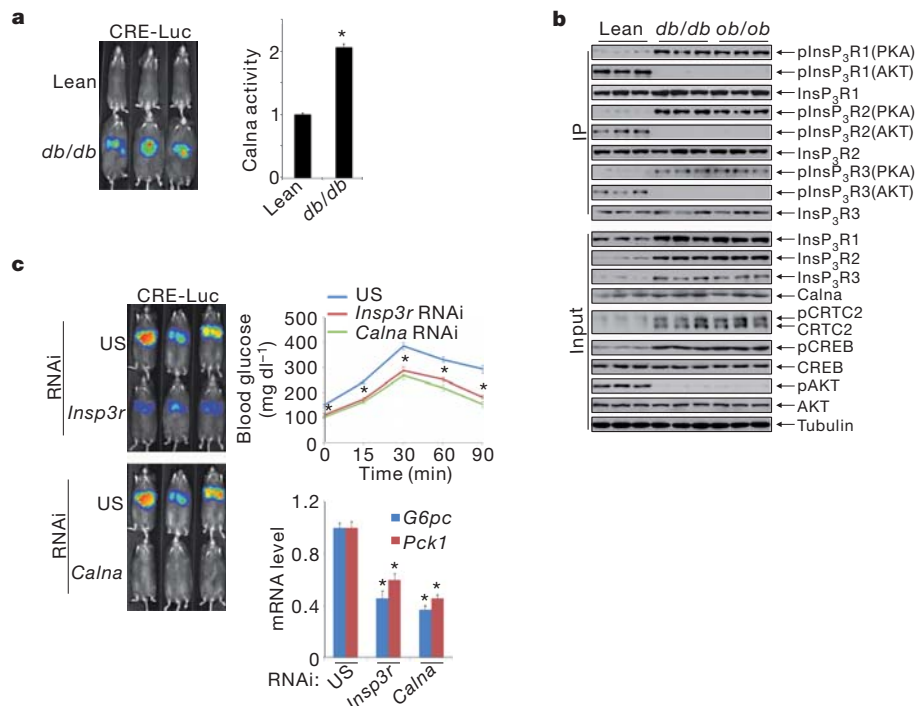 a
CRE-Luc
Lean
db/db
Calna activity
2
1
0
*
Lean
db/db
b
Lean db/db ob/ob
IP
pInsP3R1(PKA)
pInsP3R1(AKT)
InsP3R1
pInsP3R2(PKA)
pInsP3R2(AKT)
InsP3R2
pInsP3R3(PKA)
pInsP3R3(AKT)
InsP3R3
Input
InsP3R1
InsP3R2
InsP3R3
Calna
pCRTC2
CRTC2
pCREB
CREB
pAKT
AKT
Tubulin
c
CRE-Luc
RNAi
US
Insp3r
RNAi
US
Calna
US
Insp3r RNAi
Calna RNAi
Blood glucose
(mg dl−1)
500
400
300
200
100
0
* * * * *
0 15 30 60 90
Time (min)
mRNA level
1.2
0.8
0.4
0
G6pc
Pck1
* * * *
RNAi: US Insp3r Calna